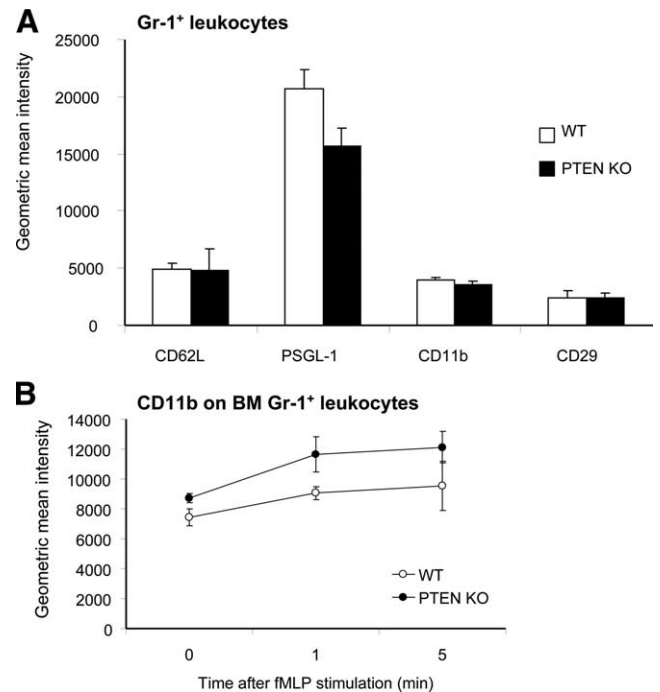 A Gr-1⁺ leukocytes
Geometric mean intensity
25000
20000
15000
10000
5000
0
WT
PTEN KO
CD62L PSGL-1 CD11b CD29
B CD11b on BM Gr-1⁺ leukocytes
Geometric mean intensity
14000
12000
10000
8000
6000
4000
2000
0
WT
PTEN KO
0 1 5
Time after fMLP stimulation (min)